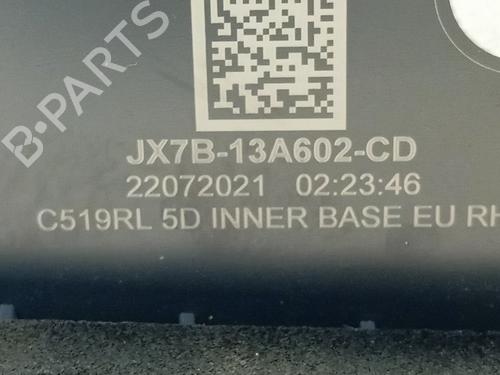 B-PARTS
JX7B-13A602-CD
22072021 02:23:46
C519RL 5D INNER BASE EU RH